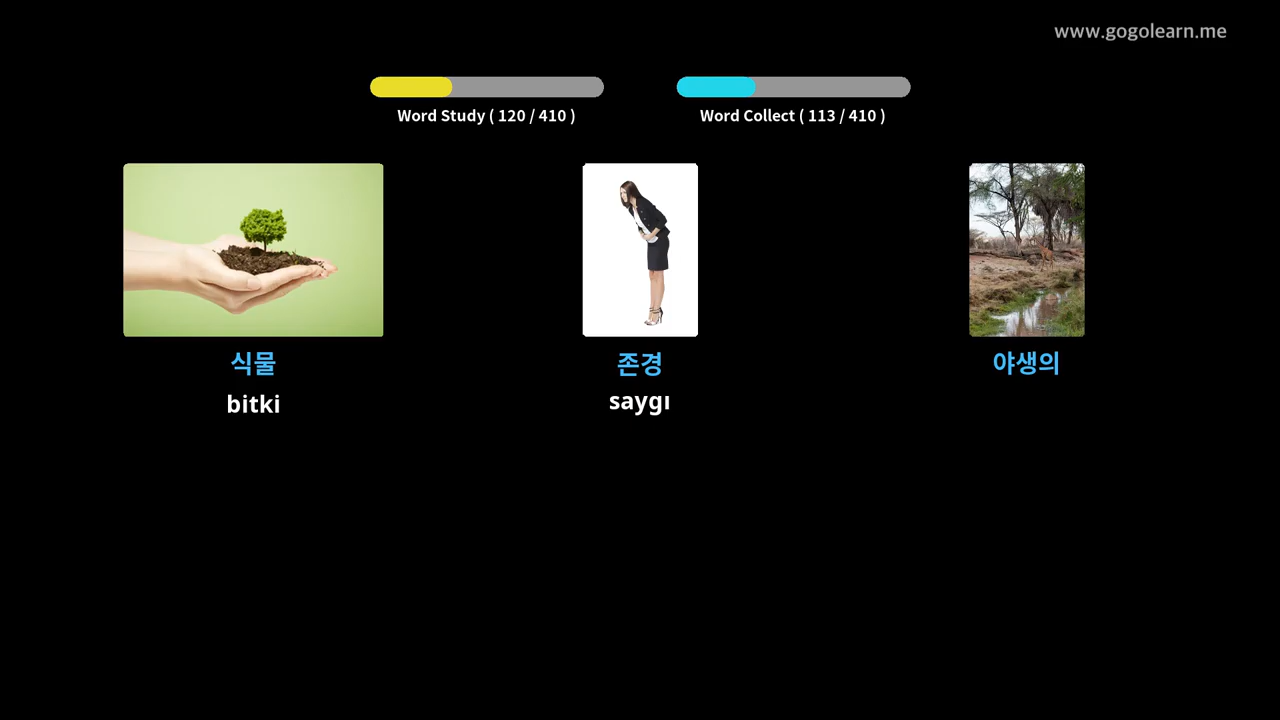 www.gogolearn.me
Word Study ( 120 / 410 )
Word Collect ( 113 / 410 )
식물
존경
야생의
bitki
saygı